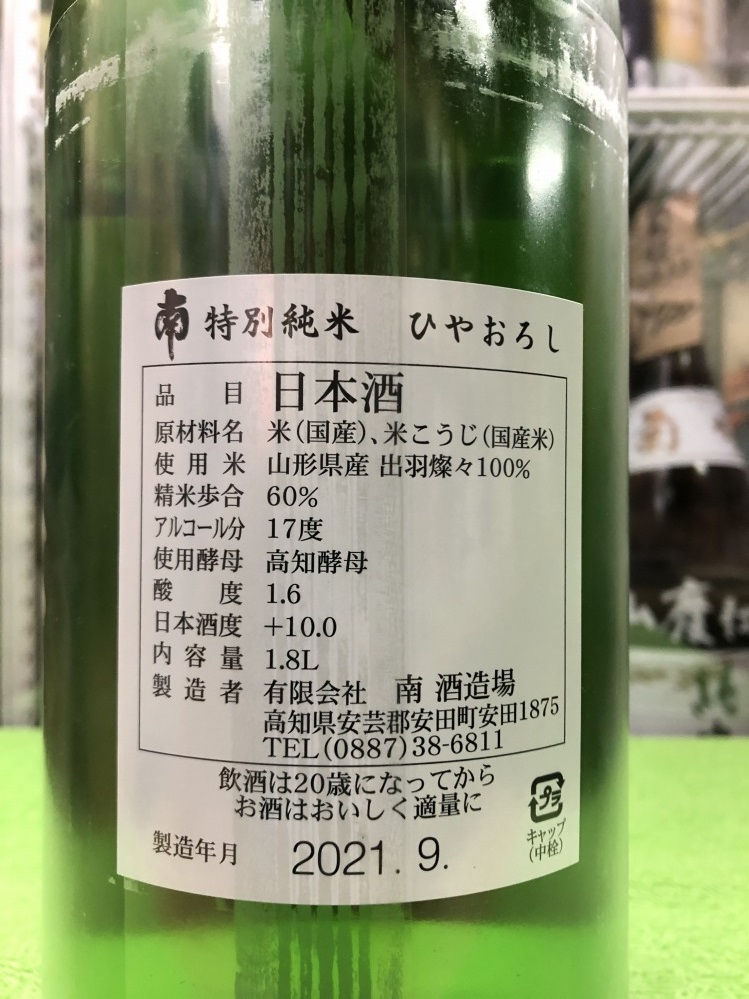 南 特別純米 ひやおろし
品目 日本酒
原材料名 米(国産)、米こうじ(国産米)
使用米 山形県産 出羽燦々100%
精米歩合 60%
アルコール分 17度
使用酵母 高知酵母
酸度 1.6
日本酒度 +10.0
内容量 1.8L
製造者 有限会社 南 酒造場
高知県安芸郡安田町安田1875
TEL(0887)38-6811
飲酒は20歳になってから
お酒はおいしく適量に
プラ
キャップ
(中栓)
製造年月 2021. 9.